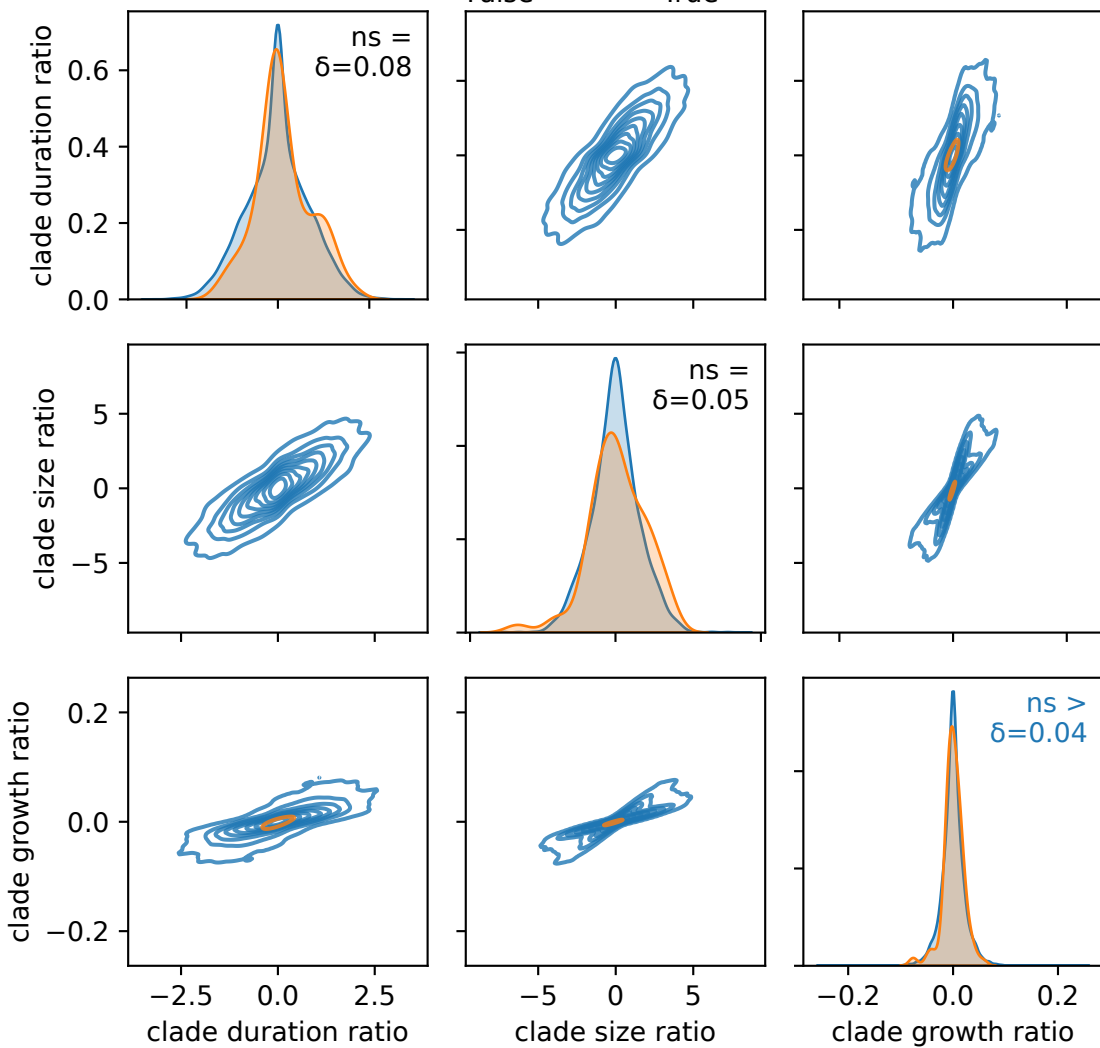 clade duration ratio
0.6
0.4
0.2
0.0
ns =
δ=0.08
clade size ratio
5
0
−5
ns =
δ=0.05
clade growth ratio
0.2
0.0
−0.2
ns >
δ=0.04
−2.5 0.0 2.5
−5 0 5
−0.2 0.0 0.2
clade duration ratio
clade size ratio
clade growth ratio